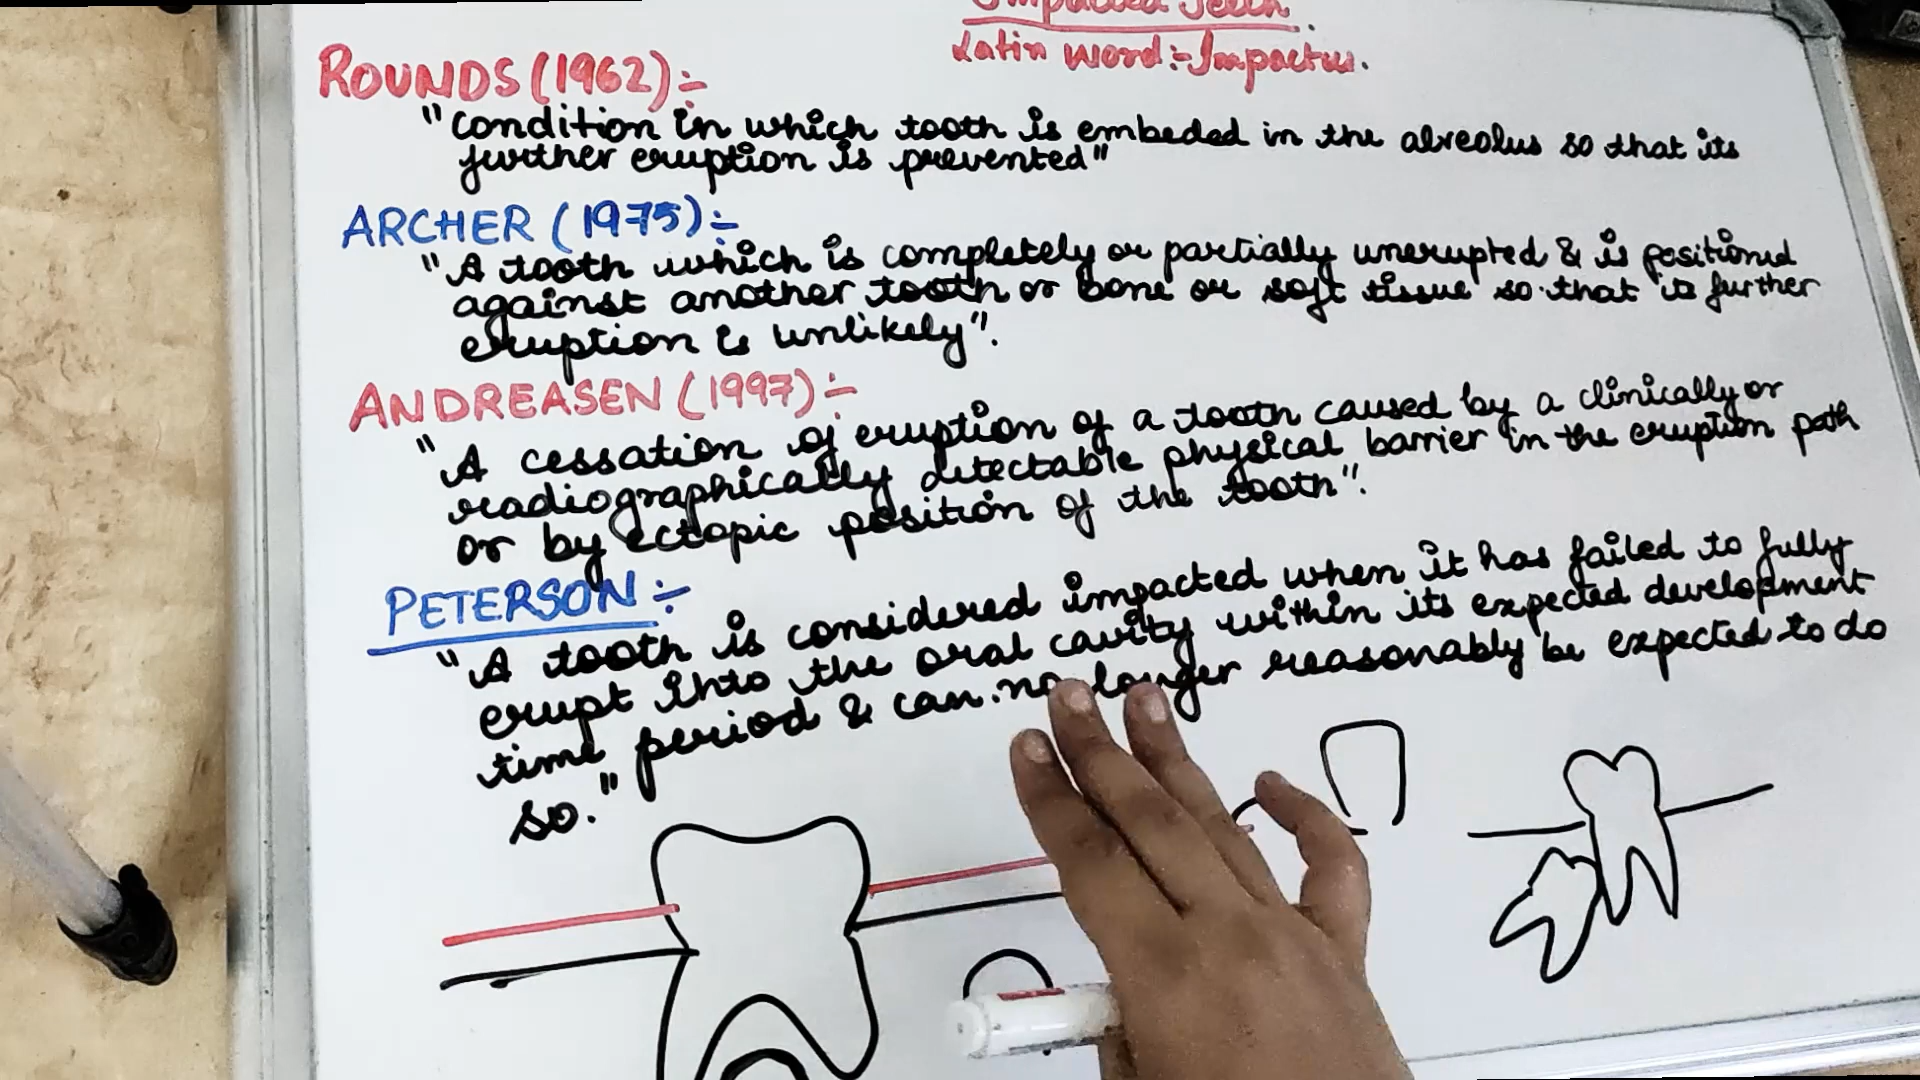 Impacted Teeth
Latin Word:- Impactus.
ROUNDS (1962) :-
"condition in which tooth is embeded in the alveolus so that its
further eruption is prevented"
ARCHER (1975) :-
"A tooth which is completely or partially unerupted & is positioned
against another tooth or bone or soft tissue so that its further
eruption is unlikely".
ANDREASEN (1997) :-
"A cessation of eruption of a tooth caused by a clinically or
radiographically detectable physical barrier in the eruption path
or by ectopic position of the tooth".
PETERSON :-
"A tooth is considered impacted when it has failed to fully
erupt into the oral cavity within its expected development
time period & can no longer reasonably be expected to do
so."